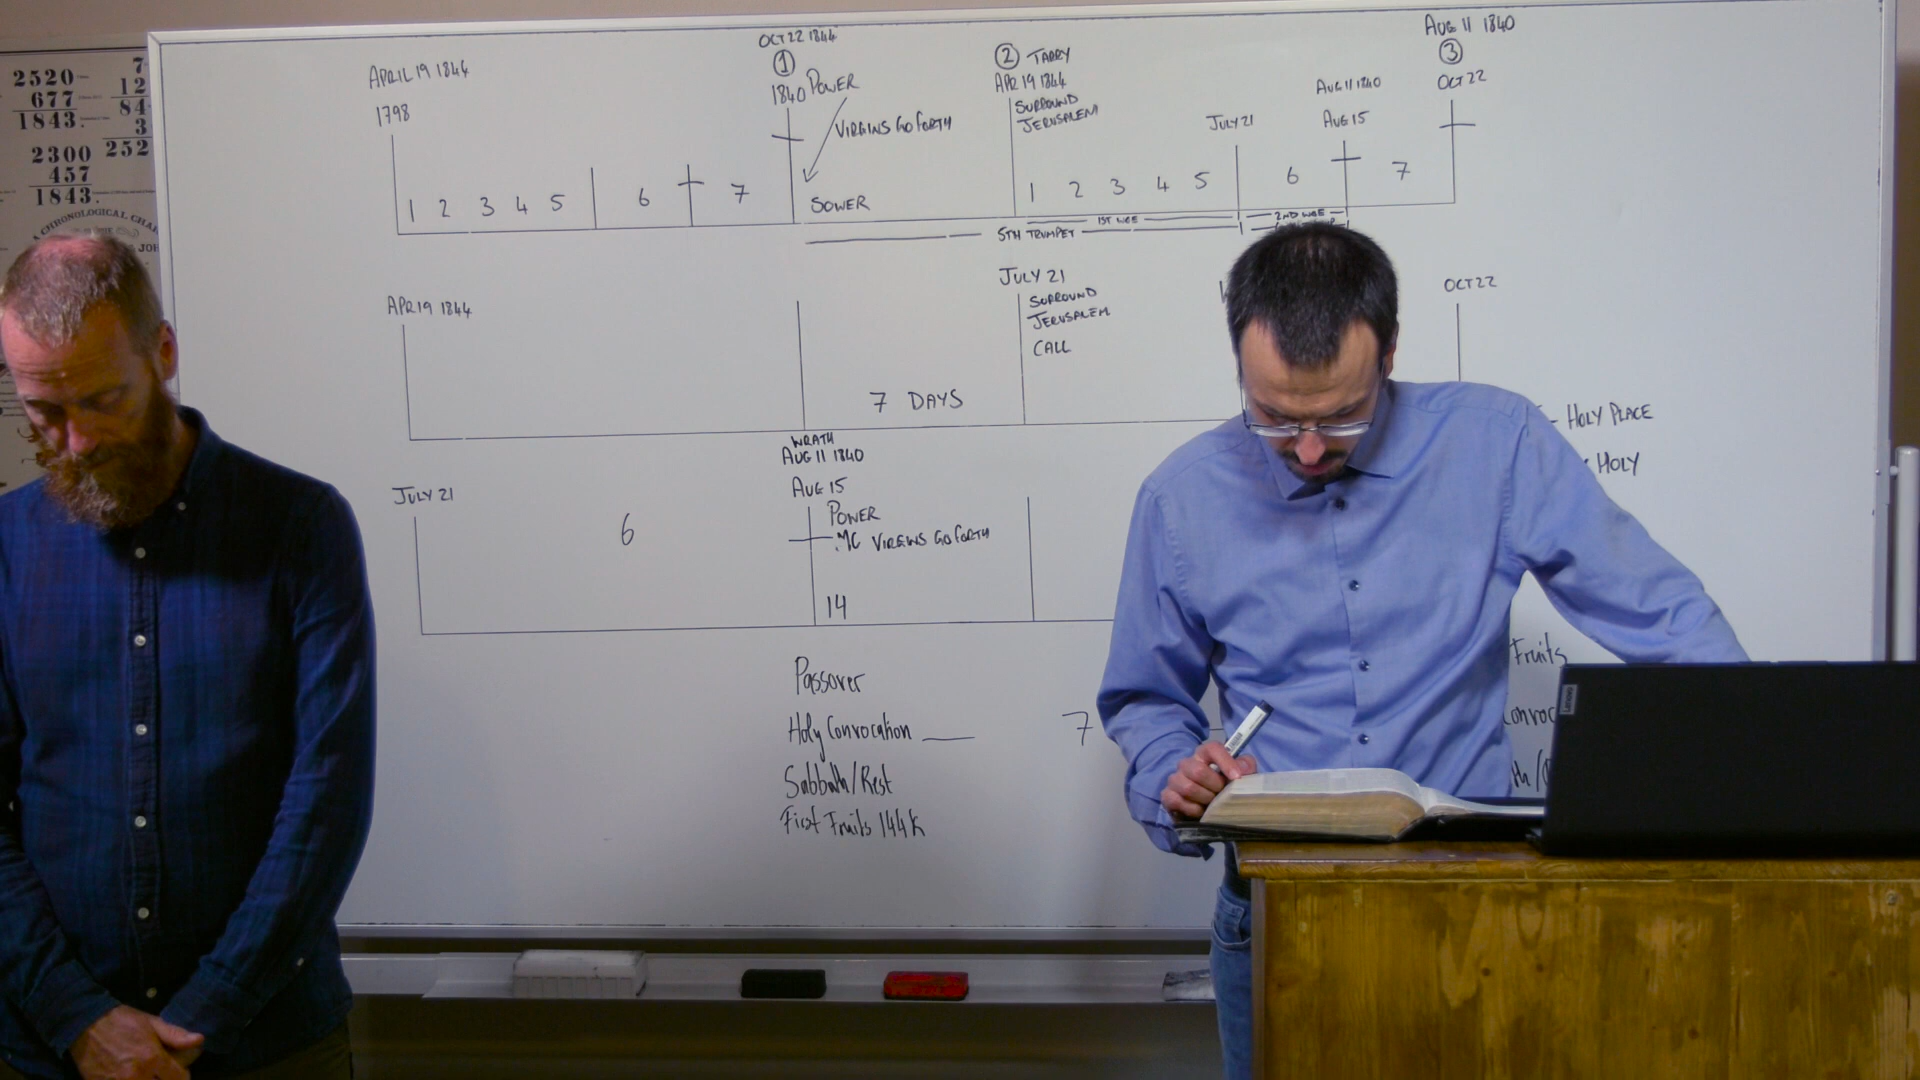 2520
677
1843.
7
12
84
3
252
2300
457
1843.
A CHRONOLOGICAL CHA
JOH
APRIL 19 1844
1798
1 2 3 4 5 6 7
OCT 22 1844
1
1840 POWER
VIRGINS GO FORTH
SOWER
2 TARRY
APR 19 1844
SURROUND
JERUSALEM
1 2 3 4 5 6 7
JULY 21
AUG 11 1840
AUG 15
AUG 11 1840
3
OCT 22
1ST WOE
2ND WOE
5TH TRUMPET
APR 19 1844
7 DAYS
JULY 21
SURROUND
JERUSALEM
CALL
OCT 22
HOLY PLACE
HOLY
JULY 21
6
WRATH
AUG 11 1840
AUG 15
POWER
MC VIRGINS GO FORTH
14
Passover
Holy Convocation
7
Sabbath/Rest
First Fruits 144K
Fruits
Convoc
Lenovo